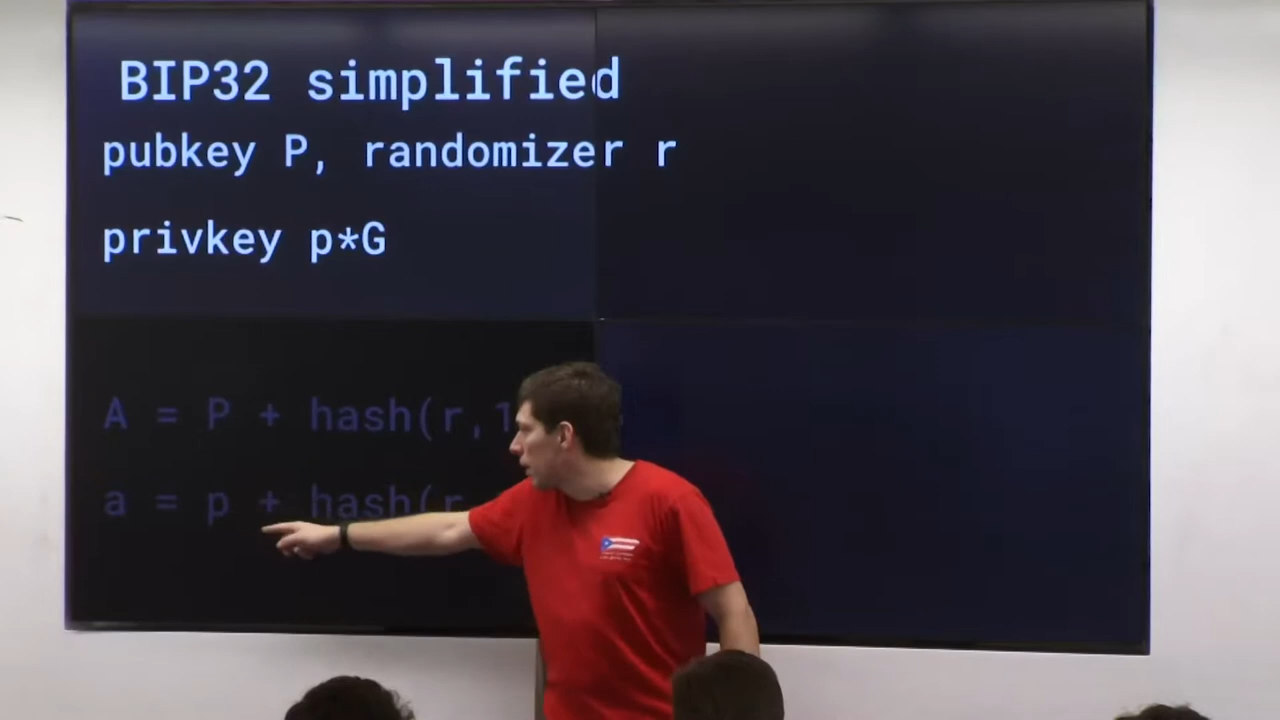 BIP32 simplified
pubkey P, randomizer r
privkey p*G
A = P + hash(r,1
a = p + hash(r